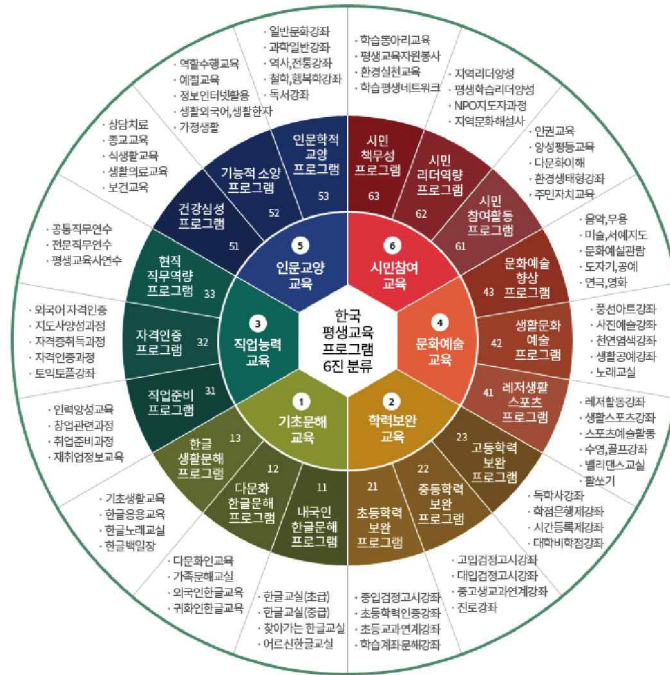 한국
평생교육
프로그램
6진 분류
1
기초문해
교육
11
내국인
한글문해
프로그램
· 한글교실(초급)
· 한글교실(중급)
· 찾아가는 한글교실
· 어르신한글교실
12
다문화
한글문해
프로그램
· 다문화인교육
· 가족문해교실
· 외국인한글교육
· 귀화인한글교육
13
한글
생활문해
프로그램
· 기초생활교육
· 한글응용교육
· 한글노래교실
· 한글백일장
2
학력보완
교육
21
초등학력
보완
프로그램
· 중입검정고시강좌
· 초등학력인증강좌
· 초등교과연계강좌
· 학습계좌문해강좌
22
중등학력
보완
프로그램
· 고입검정고시강좌
· 대입검정고시강좌
· 중고생교과연계강좌
· 진로강좌
23
고등학력
보완
프로그램
· 독학사강좌
· 학점은행제강좌
· 시간등록제강좌
· 대학비학점강좌
3
직업능력
교육
31
직업준비
프로그램
· 인력양성교육
· 창업관련과정
· 취업준비과정
· 재취업정보교육
32
자격인증
프로그램
· 외국어자격인증
· 지도사양성과정
· 자격증취득과정
· 자격인증과정
· 토익토플강좌
33
현직
직무역량
프로그램
· 공통직무연수
· 전문직무연수
· 평생교육사연수
4
문화예술
교육
41
레저생활
스포츠
프로그램
· 레저활동강좌
· 생활스포츠강좌
· 스포츠예술활동
· 수영,골프강좌
· 밸리댄스교실
· 활쏘기
42
생활문화
예술
프로그램
· 풍선아트강좌
· 사진예술강좌
· 천연염색강좌
· 생활공예강좌
· 노래교실
43
문화예술
향상
프로그램
· 음악,무용
· 미술,서예지도
· 문화예술관람
· 도자기,공예
· 연극,영화
5
인문교양
교육
51
건강심성
프로그램
· 상담치료
· 종교교육
· 식생활교육
· 생활의료교육
· 보건교육
52
기능적 소양
프로그램
· 역할수행교육
· 예절교육
· 정보인터넷활용
· 생활외국어,생활한자
· 가정생활
53
인문학적
교양
프로그램
· 일반문화강좌
· 과학일반강좌
· 역사,전통강좌
· 철학,행복학강좌
· 독서강좌
6
시민참여
교육
61
시민
참여활동
프로그램
· 인권교육
· 양성평등교육
· 다문화이해
· 환경생태형강좌
· 주민자치교육
62
시민
리더역량
프로그램
· 지역리더양성
· 평생학습리더양성
· NPO지도자과정
· 지역문화해설사
63
시민
책무성
프로그램
· 학습동아리교육
· 평생교육자원봉사
· 환경실천교육
· 학습평생네트워크